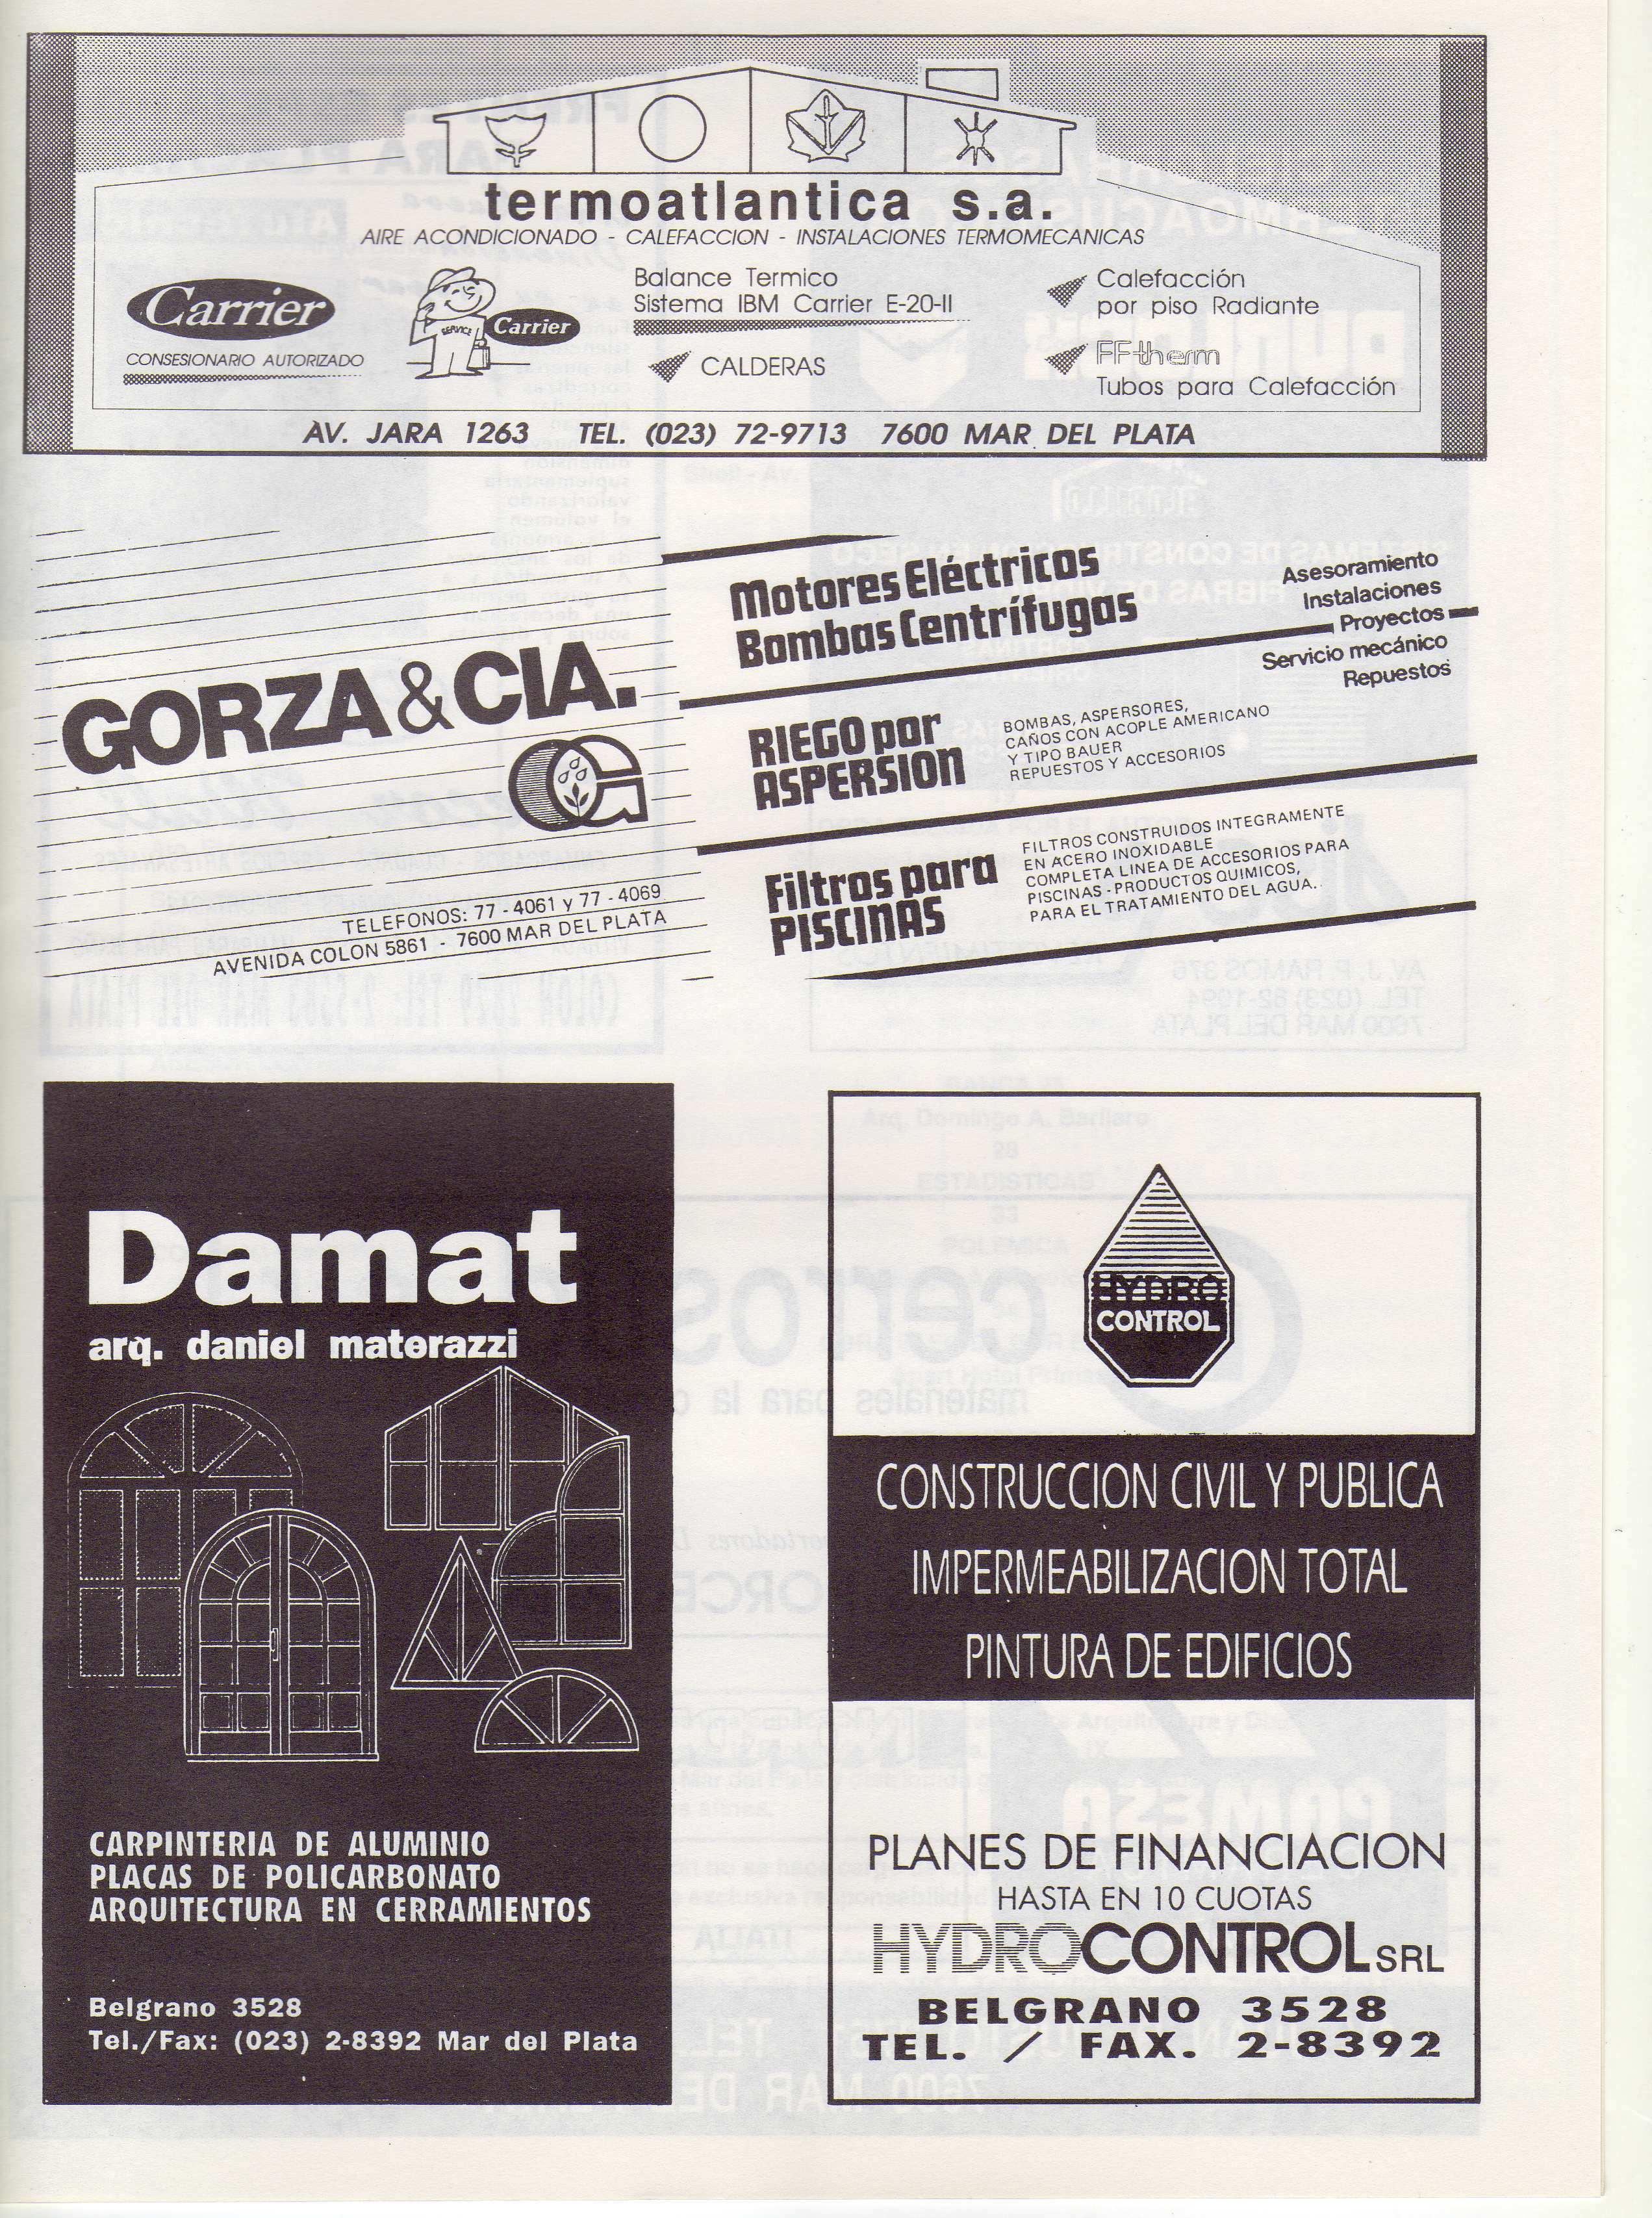 termoatlantica s.a.
AIRE ACONDICIONADO - CALEFACCION - INSTALACIONES TERMOMECANICAS
Carrier
CONSESIONARIO AUTORIZADO
SERVICE
Carrier
Balance Termico
Sistema IBM Carrier E-20-II
CALDERAS
Calefacción
por piso Radiante
FF-therm
Tubos para Calefacción
AV. JARA 1263 TEL. (023) 72-9713 7600 MAR DEL PLATA
GORZA & CIA.
TELEFONOS: 77 - 4061 y 77 - 4069
AVENIDA COLON 5861 - 7600 MAR DEL PLATA
Motores Eléctricos
Bombas Centrífugas
Asesoramiento
Instalaciones
Proyectos
Servicio mecánico
Repuestos
RIEGO por
ASPERSION
BOMBAS, ASPERSORES,
CAÑOS CON ACOPLE AMERICANO
Y TIPO BAUER
REPUESTOS Y ACCESORIOS
Filtros para
PISCINAS
FILTROS CONSTRUIDOS INTEGRAMENTE
EN ACERO INOXIDABLE
COMPLETA LINEA DE ACCESORIOS PARA
PISCINAS - PRODUCTOS QUIMICOS,
PARA EL TRATAMIENTO DEL AGUA.
Damat
arq. daniel materazzi
CARPINTERIA DE ALUMINIO
PLACAS DE POLICARBONATO
ARQUITECTURA EN CERRAMIENTOS
Belgrano 3528
Tel./Fax: (023) 2-8392 Mar del Plata
HYDRO
CONTROL
CONSTRUCCION CIVIL Y PUBLICA
IMPERMEABILIZACION TOTAL
PINTURA DE EDIFICIOS
PLANES DE FINANCIACION
HASTA EN 10 CUOTAS
HYDROCONTROL SRL
BELGRANO 3528
TEL. / FAX. 2-8392